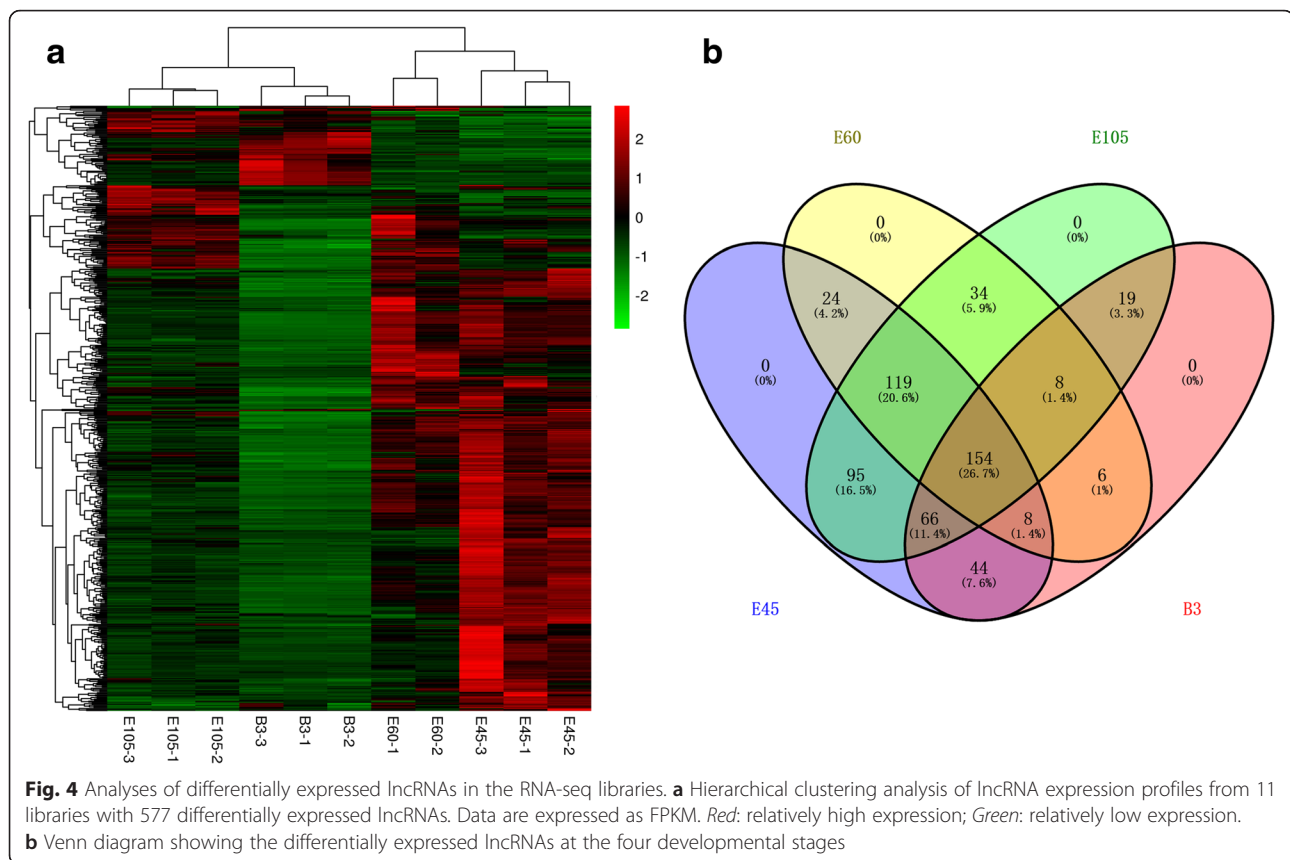 a
2
1
0
-1
-2
E105-3
E105-1
E105-2
B3-3
B3-1
B3-2
E60-1
E60-2
E45-3
E45-1
E45-2
b
E60
E105
0
(0%)
0
(0%)
24
(4.2%)
34
(5.9%)
19
(3.3%)
0
(0%)
119
(20.6%)
8
(1.4%)
0
(0%)
95
(16.5%)
154
(26.7%)
6
(1%)
66
(11.4%)
8
(1.4%)
44
(7.6%)
E45
B3
Fig. 4 Analyses of differentially expressed lncRNAs in the RNA-seq libraries. a Hierarchical clustering analysis of lncRNA expression profiles from 11
libraries with 577 differentially expressed lncRNAs. Data are expressed as FPKM. Red: relatively high expression; Green: relatively low expression.
b Venn diagram showing the differentially expressed lncRNAs at the four developmental stages